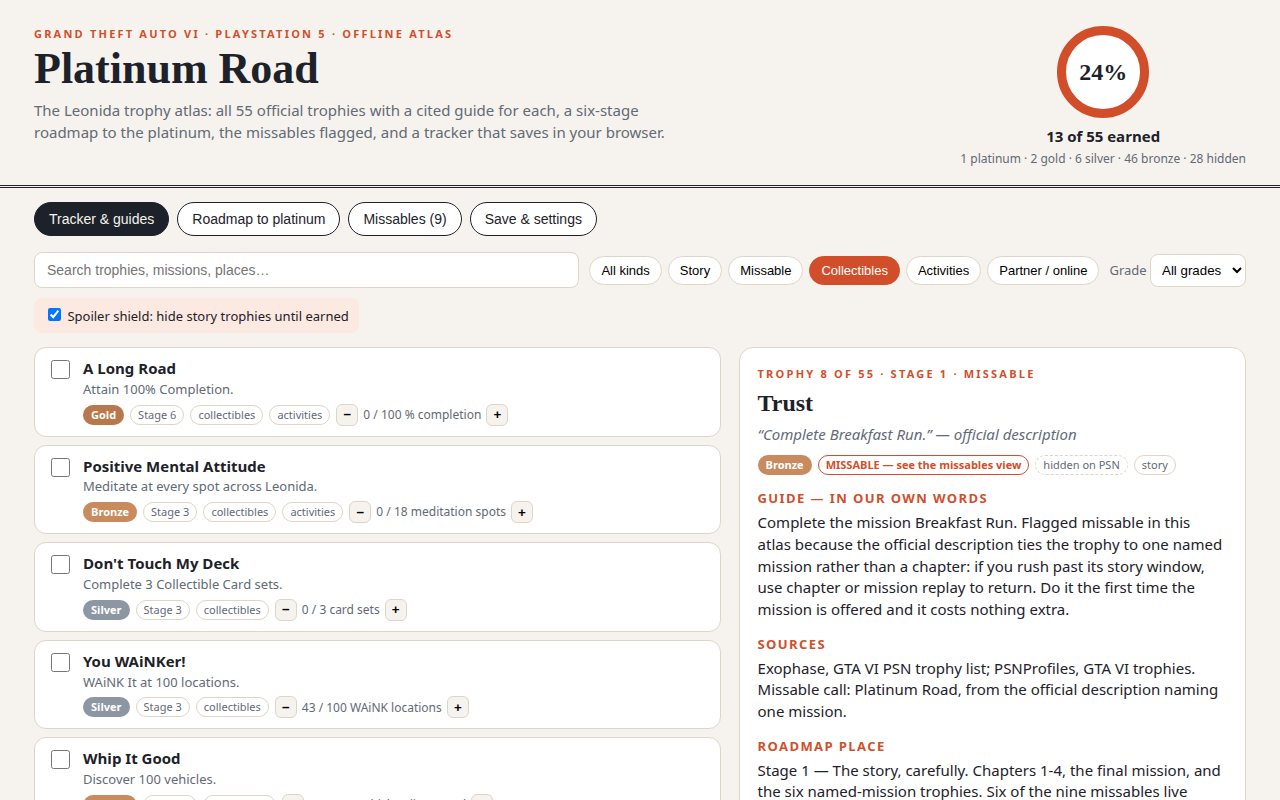 GRAND THEFT AUTO VI · PLAYSTATION 5 · OFFLINE ATLAS
Platinum Road
The Leonida trophy atlas: all 55 official trophies with a cited guide for each, a six-stage
roadmap to the platinum, the missables flagged, and a tracker that saves in your browser.
24%
13 of 55 earned
1 platinum · 2 gold · 6 silver · 46 bronze · 28 hidden
Tracker & guides
Roadmap to platinum
Missables (9)
Save & settings
Search trophies, missions, places…
All kinds
Story
Missable
Collectibles
Activities
Partner / online
Grade
All grades
Spoiler shield: hide story trophies until earned
A Long Road
Attain 100% Completion.
Gold Stage 6 collectibles activities − 0 / 100 % completion +
Positive Mental Attitude
Meditate at every spot across Leonida.
Bronze Stage 3 collectibles activities − 0 / 18 meditation spots +
Don't Touch My Deck
Complete 3 Collectible Card sets.
Silver Stage 3 collectibles − 0 / 3 card sets +
You WAiNKer!
WAiNK It at 100 locations.
Silver Stage 3 collectibles − 43 / 100 WAiNK locations +
Whip It Good
Discover 100 vehicles.
TROPHY 8 OF 55 · STAGE 1 · MISSABLE
Trust
“Complete Breakfast Run.” — official description
Bronze MISSABLE — see the missables view hidden on PSN story
GUIDE — IN OUR OWN WORDS
Complete the mission Breakfast Run. Flagged missable in this
atlas because the official description ties the trophy to one named
mission rather than a chapter: if you rush past its story window,
use chapter or mission replay to return. Do it the first time the
mission is offered and it costs nothing extra.
SOURCES
Exophase, GTA VI PSN trophy list; PSNProfiles, GTA VI trophies.
Missable call: Platinum Road, from the official description naming
one mission.
ROADMAP PLACE
Stage 1 — The story, carefully. Chapters 1-4, the final mission, and
the six named-mission trophies. Six of the nine missables live